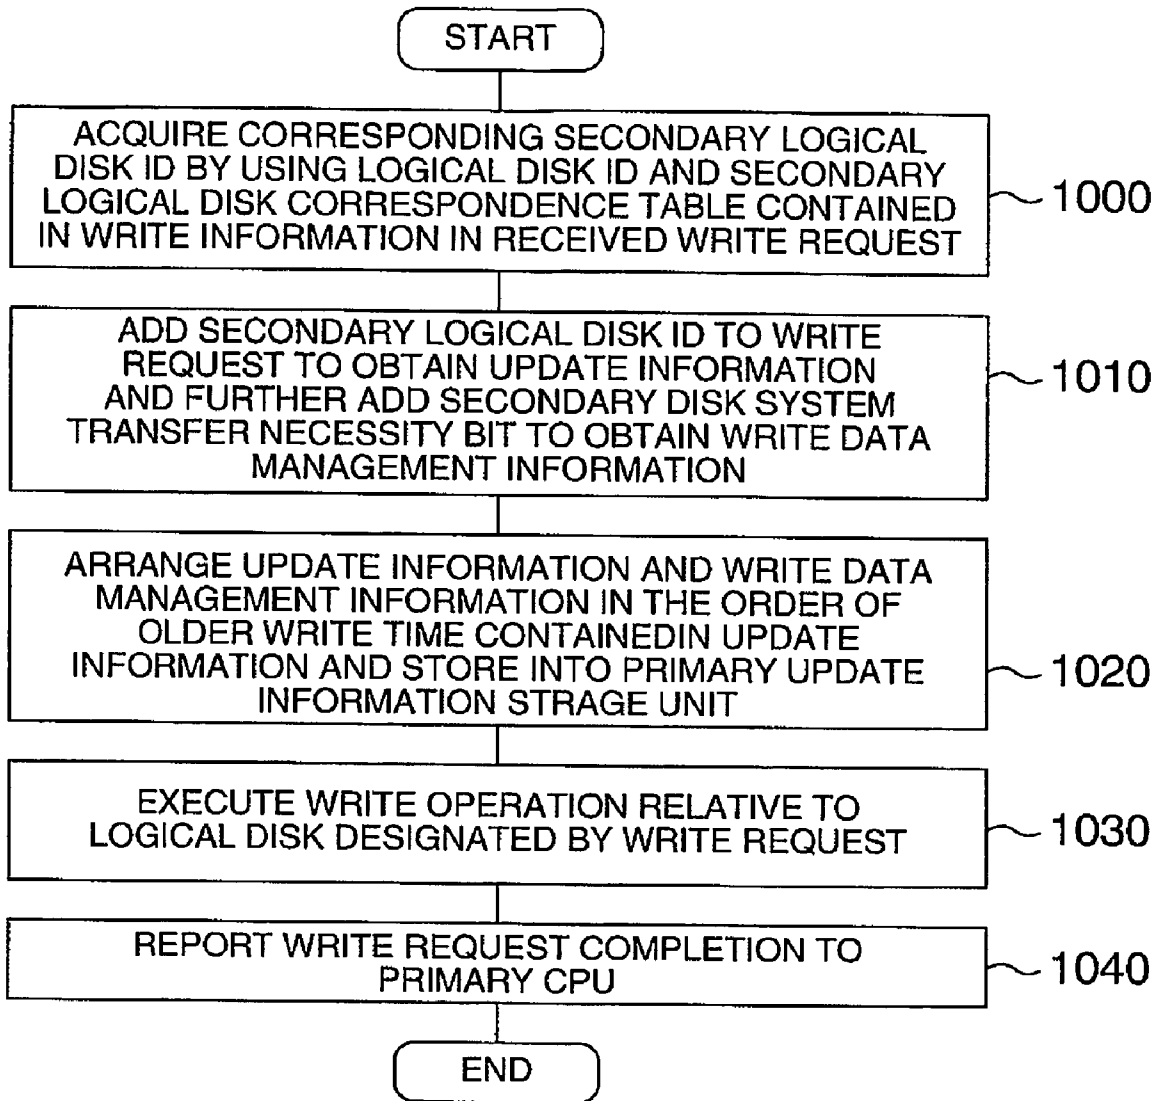 START
ACQUIRE CORRESPONDING SECONDARY LOGICAL
DISK ID BY USING LOGICAL DISK ID AND SECONDARY
LOGICAL DISK CORRESPONDENCE TABLE CONTAINED
IN WRITE INFORMATION IN RECEIVED WRITE REQUEST
1000
ADD SECONDARY LOGICAL DISK ID TO WRITE
REQUEST TO OBTAIN UPDATE INFORMATION
AND FURTHER ADD SECONDARY DISK SYSTEM
TRANSFER NECESSITY BIT TO OBTAIN WRITE DATA
MANAGEMENT INFORMATION
1010
ARRANGE UPDATE INFORMATION AND WRITE DATA
MANAGEMENT INFORMATION IN THE ORDER OF
OLDER WRITE TIME CONTAINEDIN UPDATE
INFORMATION AND STORE INTO PRIMARY UPDATE
INFORMATION STRAGE UNIT
1020
EXECUTE WRITE OPERATION RELATIVE TO
LOGICAL DISK DESIGNATED BY WRITE REQUEST
1030
REPORT WRITE REQUEST COMPLETION TO
PRIMARY CPU
1040
END